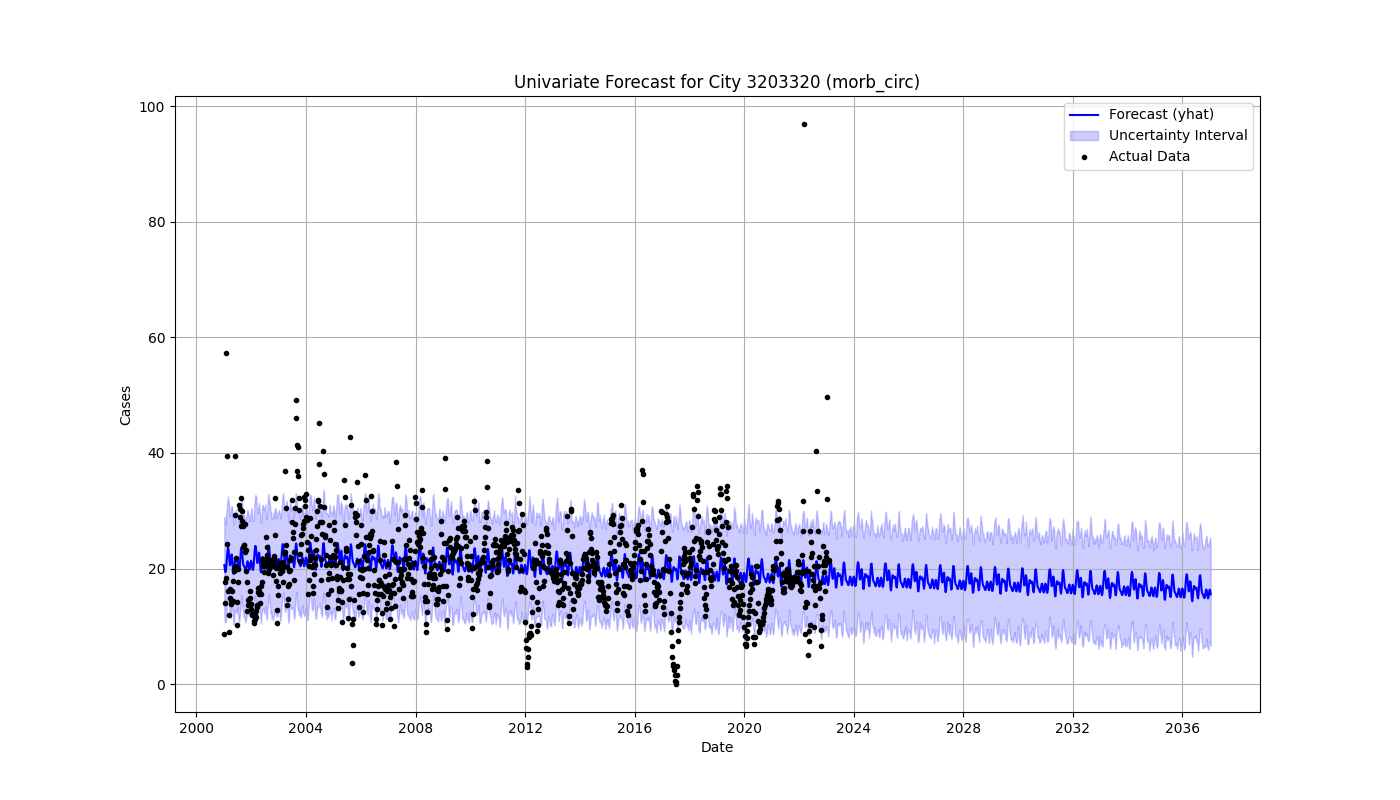 Univariate Forecast for City 3203320 (morb_circ)
100
80
60
40
20
0
Cases
Forecast (yhat)
Uncertainty Interval
Actual Data
2000 2004 2008 2012 2016 2020 2024 2028 2032 2036
Date